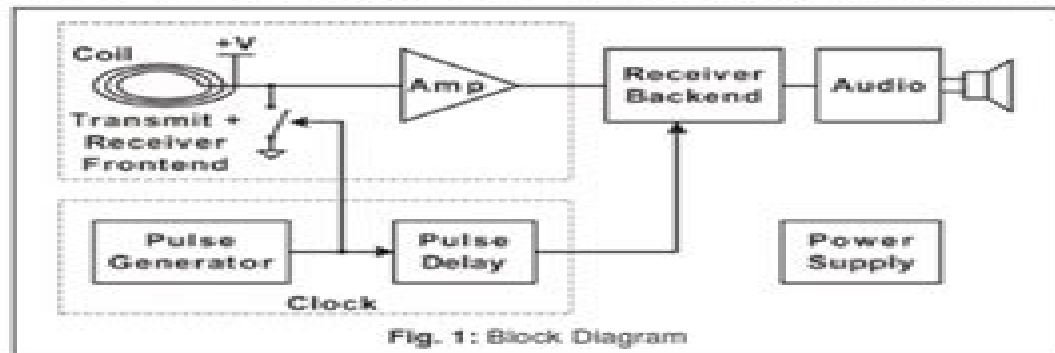 Coil
+V
Amp
Receiver
Backend
Audio
Transmit +
Receiver
Frontend
Pulse
Generator
Pulse
Delay
Power
Supply
Clock
Fig. 1: Block Diagram